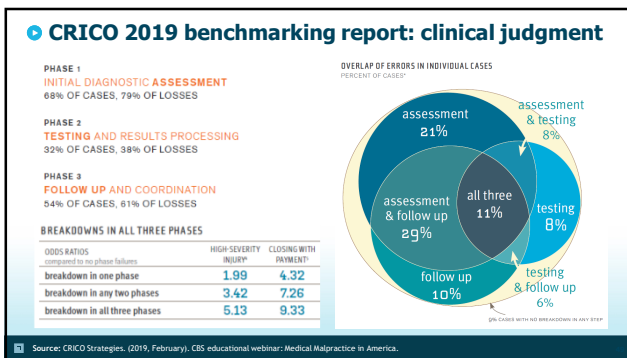 CRICO 2019 benchmarking report: clinical judgment
PHASE 1
INITIAL DIAGNOSTIC ASSESSMENT
68% OF CASES, 79% OF LOSSES
PHASE 2
TESTING AND RESULTS PROCESSING
32% OF CASES, 38% OF LOSSES
PHASE 3
FOLLOW UP AND COORDINATION
54% OF CASES, 61% OF LOSSES
BREAKDOWNS IN ALL THREE PHASES
ODDS RATIOS
compared to no phase failures
HIGH-SEVERITY
INJURY^
CLOSING WITH
PAYMENT†
breakdown in one phase 1.99 4.32
breakdown in any two phases 3.42 7.26
breakdown in all three phases 5.13 9.33
OVERLAP OF ERRORS IN INDIVIDUAL CASES
PERCENT OF CASES*
assessment
21%
assessment
& testing
8%
assessment
& follow up
29%
all three
11%
testing
8%
follow up
10%
testing
& follow up
6%
CASES WITH NO BREAKDOWN IN ANY STEP
Source: CRICO Strategies. (2019, February). CBS educational webinar: Medical Malpractice in America.